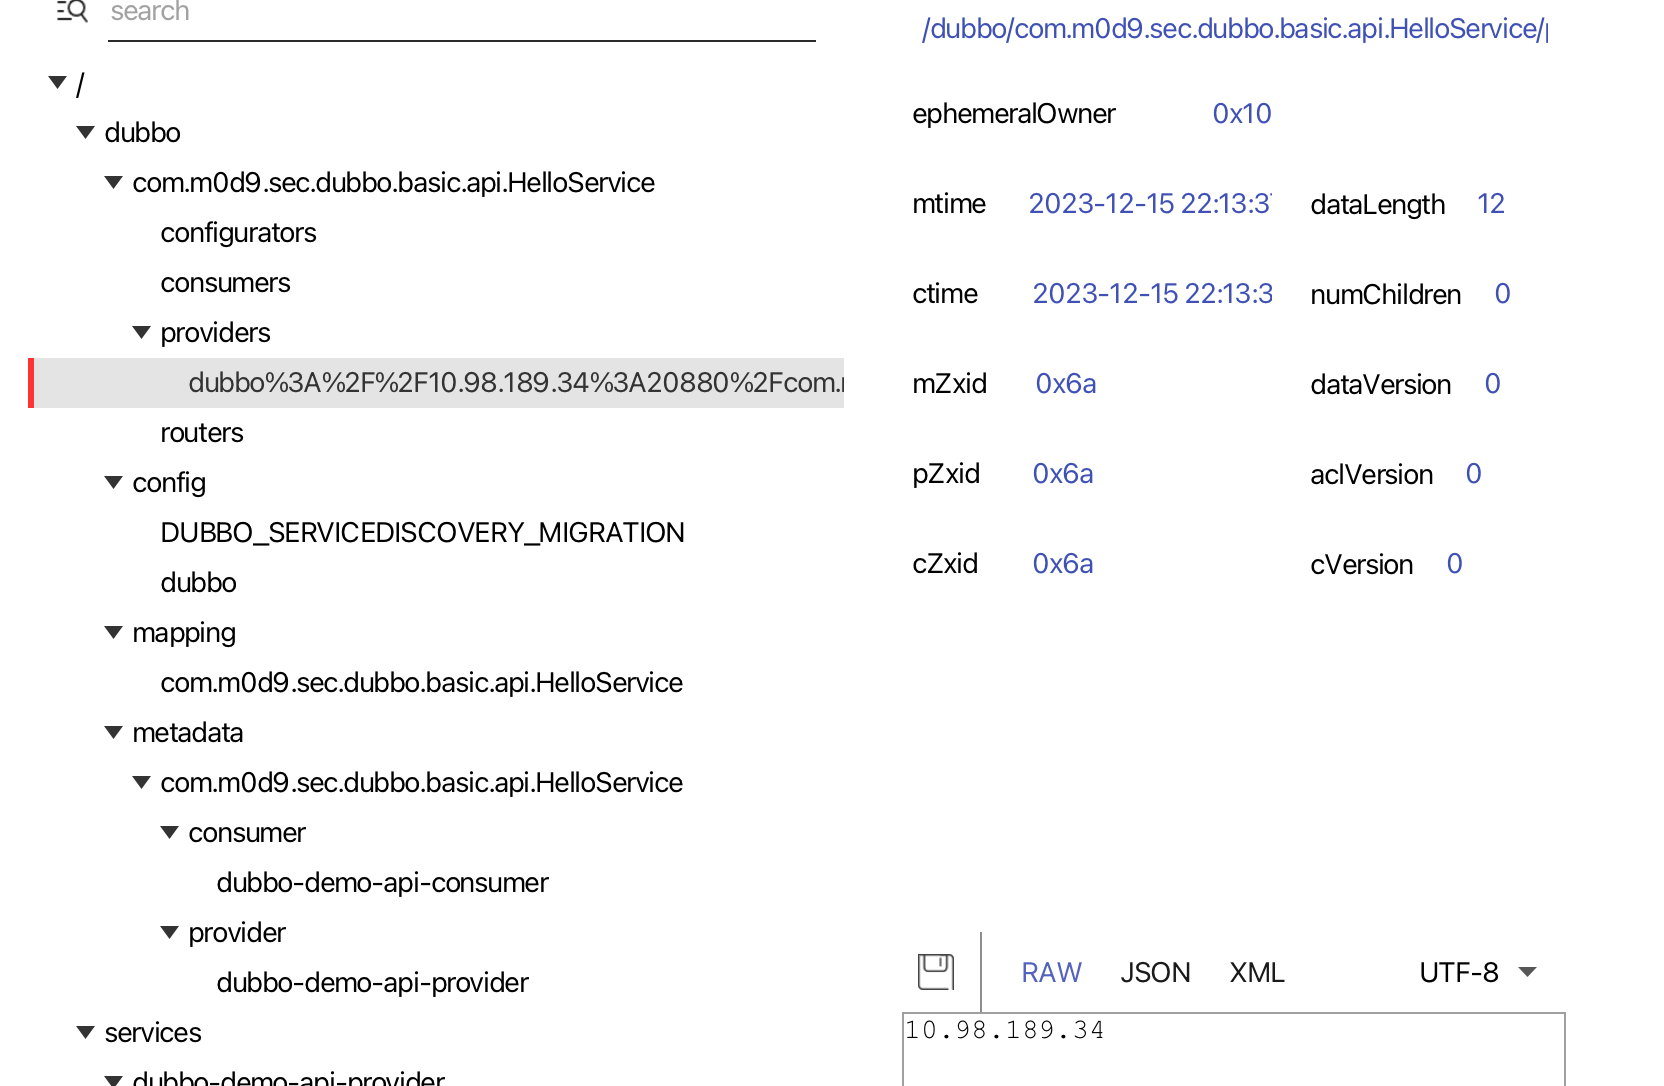 search
/
dubbo
com.m0d9.sec.dubbo.basic.api.HelloService
configurators
consumers
providers
dubbo%3A%2F%2F10.98.189.34%3A20880%2Fcom.
routers
config
DUBBO_SERVICEDISCOVERY_MIGRATION
dubbo
mapping
com.m0d9.sec.dubbo.basic.api.HelloService
metadata
com.m0d9.sec.dubbo.basic.api.HelloService
consumer
dubbo-demo-api-consumer
provider
dubbo-demo-api-provider
services
dubbo-demo-api-provider
/dubbo/com.m0d9.sec.dubbo.basic.api.HelloService/
ephemeralOwner 0x10
mtime 2023-12-15 22:13:3 dataLength 12
ctime 2023-12-15 22:13:3 numChildren 0
mZxid 0x6a dataVersion 0
pZxid 0x6a aclVersion 0
cZxid 0x6a cVersion 0
RAW JSON XML UTF-8
10.98.189.34